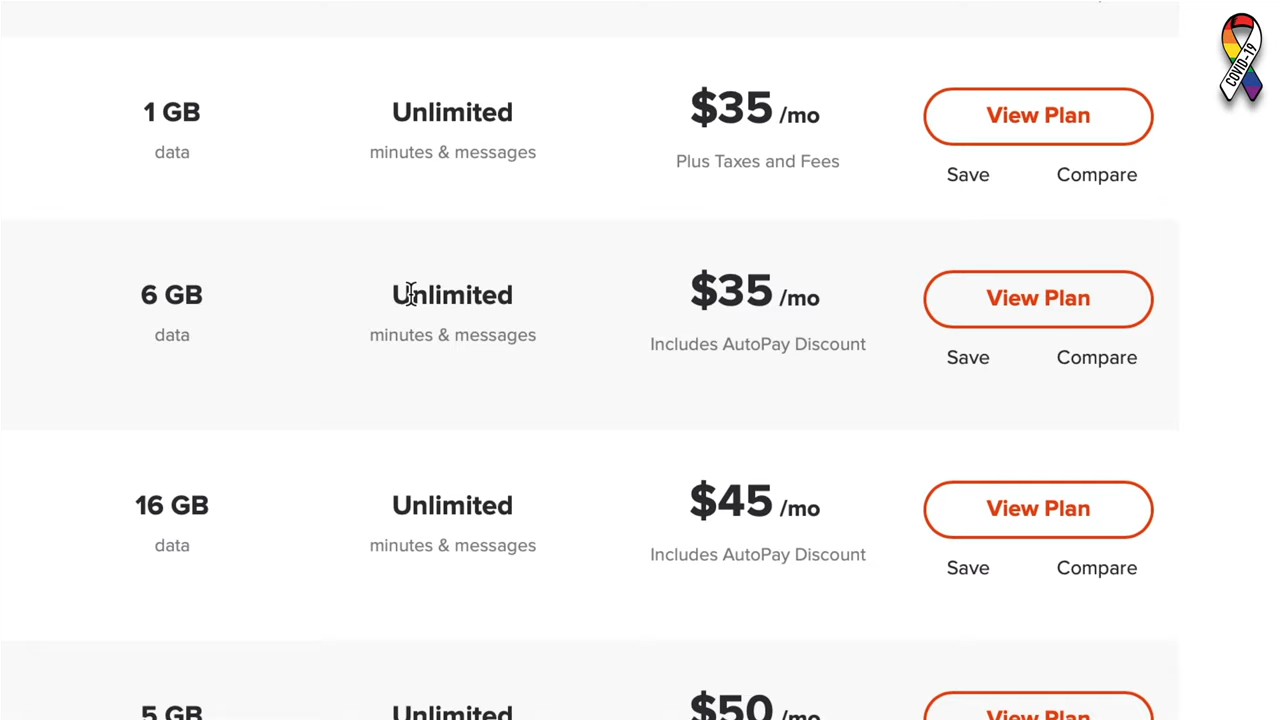 COVID-19
1 GB Unlimited $35 /mo View Plan
data minutes & messages Plus Taxes and Fees Save Compare
6 GB Unlimited $35 /mo View Plan
data minutes & messages Includes AutoPay Discount Save Compare
16 GB Unlimited $45 /mo View Plan
data minutes & messages Includes AutoPay Discount Save Compare
5 GB Unlimited $50 /mo View Plan